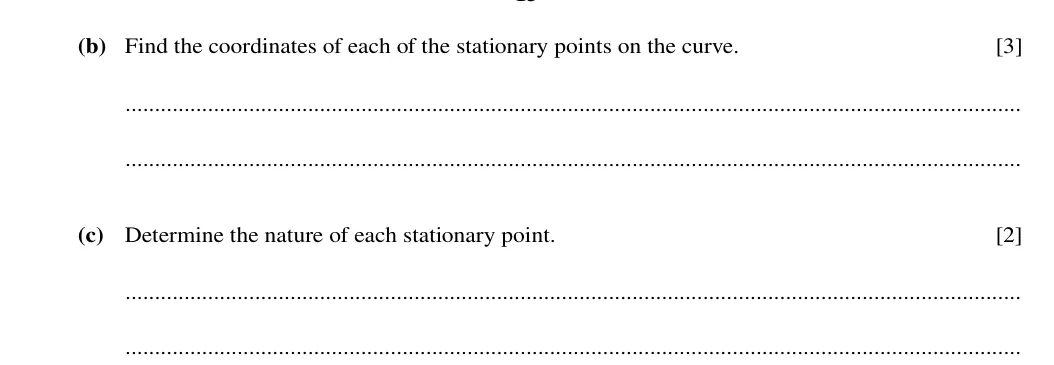 (b) Find the coordinates of each of the stationary points on the curve. [3]
................................................................................................................................................
................................................................................................................................................
(c) Determine the nature of each stationary point. [2]
................................................................................................................................................
................................................................................................................................................